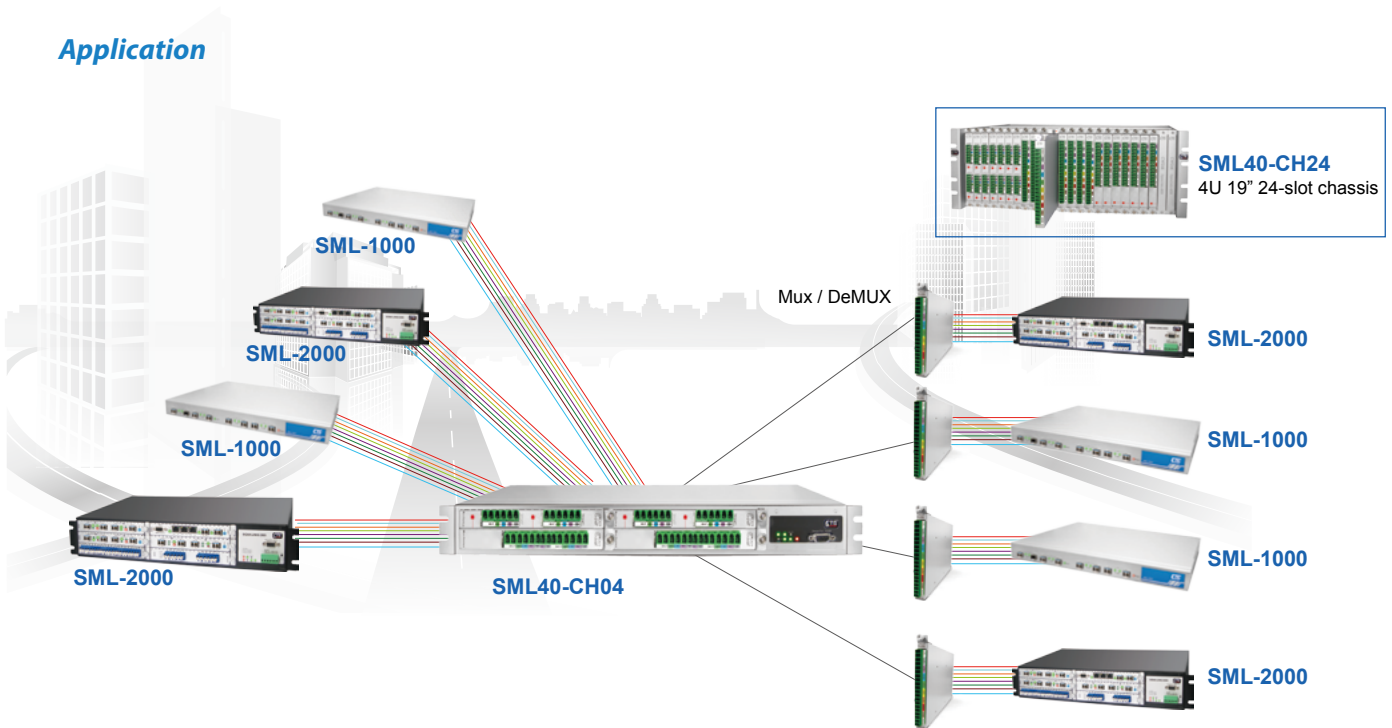 Application
SML40-CH24
4U 19” 24-slot chassis
SML-1000
Mux / DeMUX
SML-2000
SML-2000
SML-1000
SML-1000
SML-1000
SML-2000
SML40-CH04
SML-2000